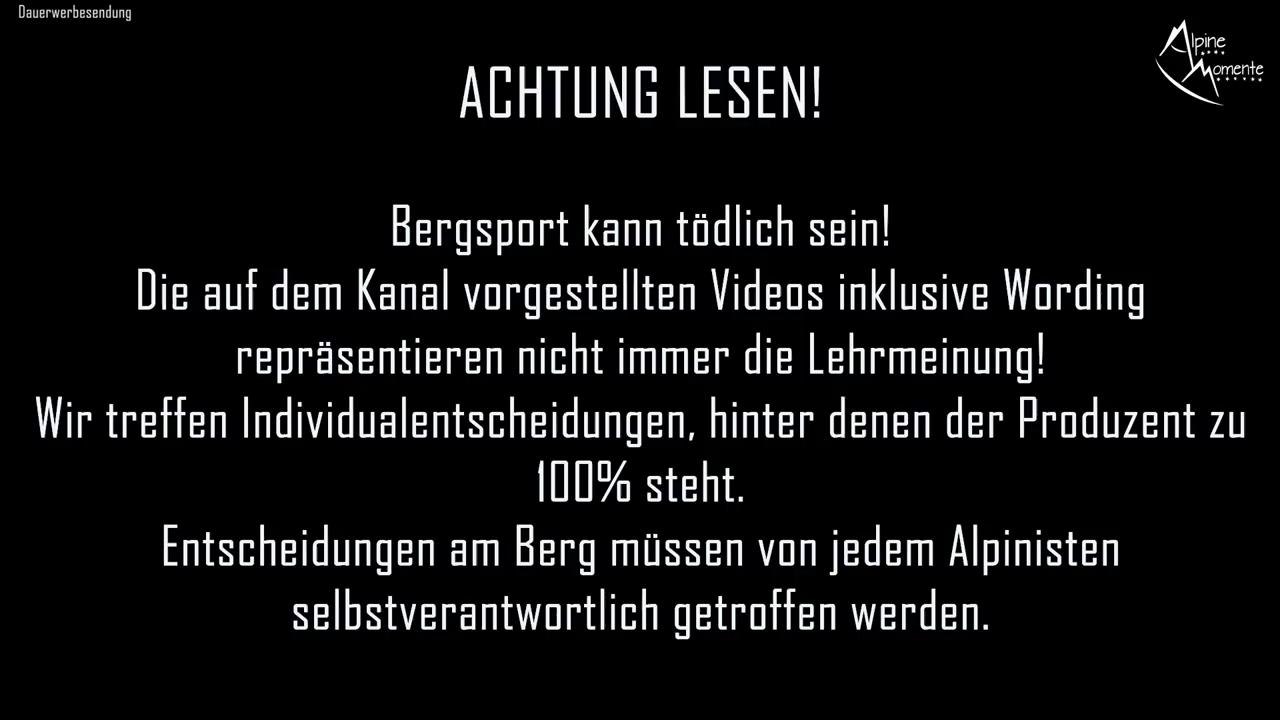 Dauerwerbesendung
Alpine
Momente
ACHTUNG LESEN!
Bergsport kann tödlich sein!
Die auf dem Kanal vorgestellten Videos inklusive Wording
repräsentieren nicht immer die Lehrmeinung!
Wir treffen Individualentscheidungen, hinter denen der Produzent zu
100% steht.
Entscheidungen am Berg müssen von jedem Alpinisten
selbstverantwortlich getroffen werden.